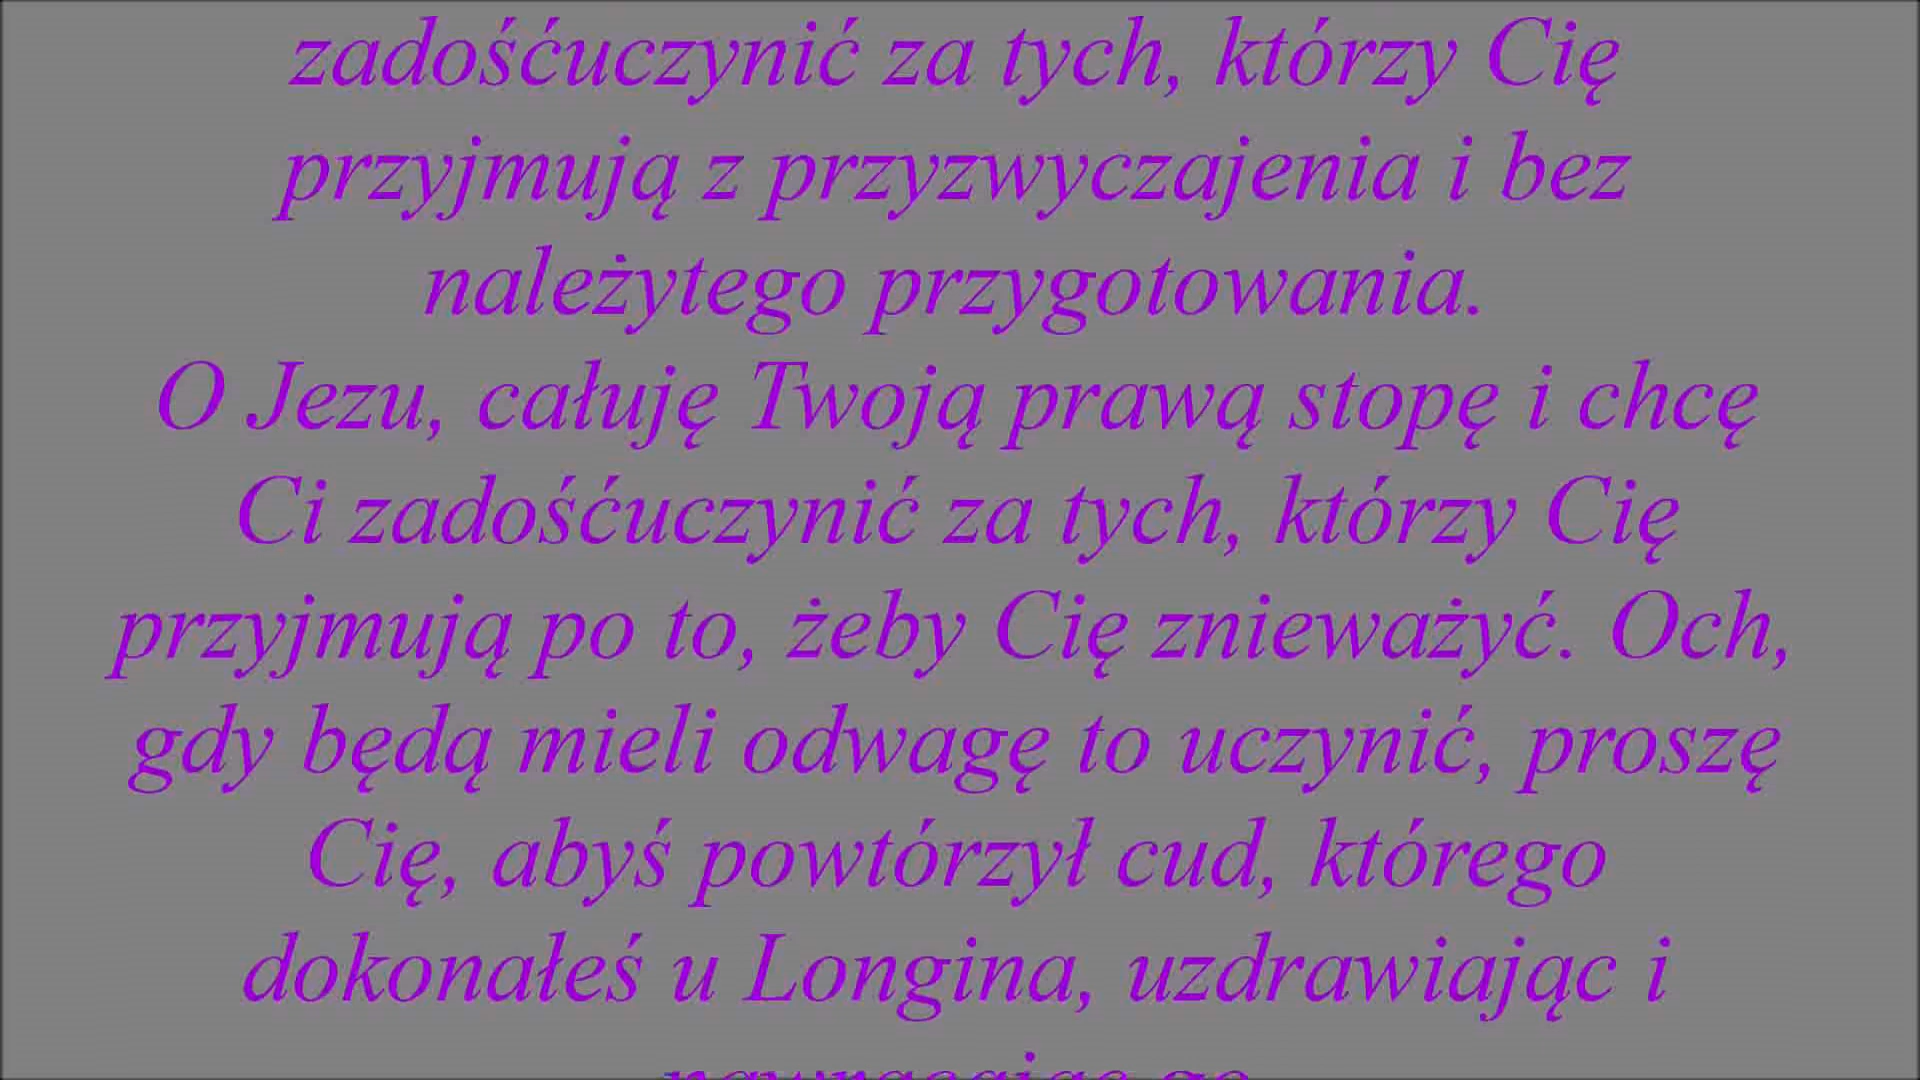 zadośćuczynić za tych, którzy Cię
przyjmują z przyzwyczajenia i bez
należytego przygotowania.
O Jezu, całuję Twoją prawą stopę i chcę
Ci zadośćuczynić za tych, którzy Cię
przyjmują po to, żeby Cię znieważyć. Och,
gdy będą mieli odwagę to uczynić, proszę
Cię, abyś powtórzył cud, którego
dokonałeś u Longina, uzdrawiając i